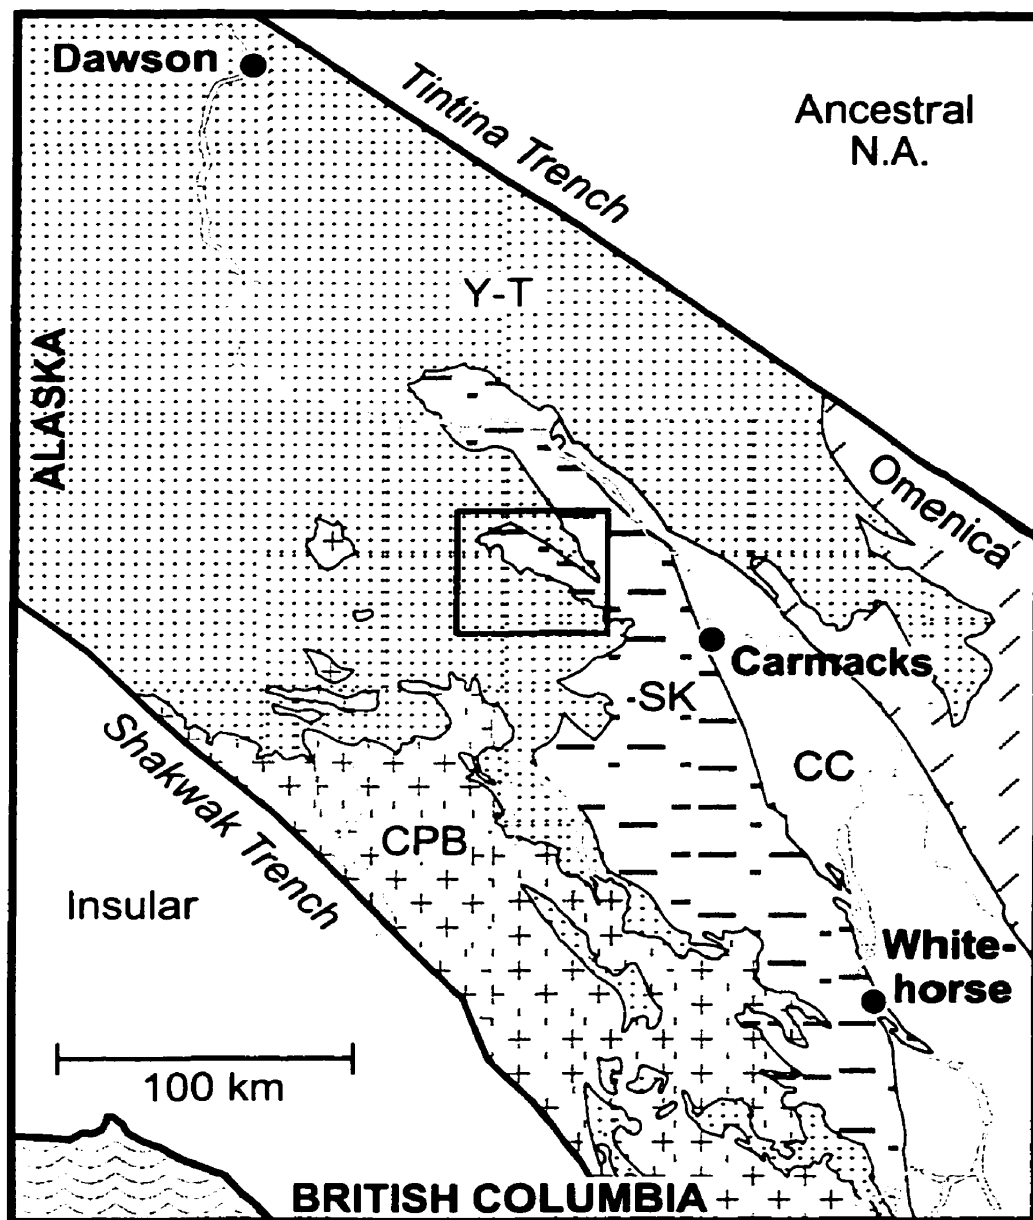 Dawson
Tintina Trench
Ancestral
N.A.
Y-T
ALASKA
Omenica
Carmacks
SK
CC
Shakwak Trench
CPB
Insular
White-
horse
100 km
BRITISH COLUMBIA